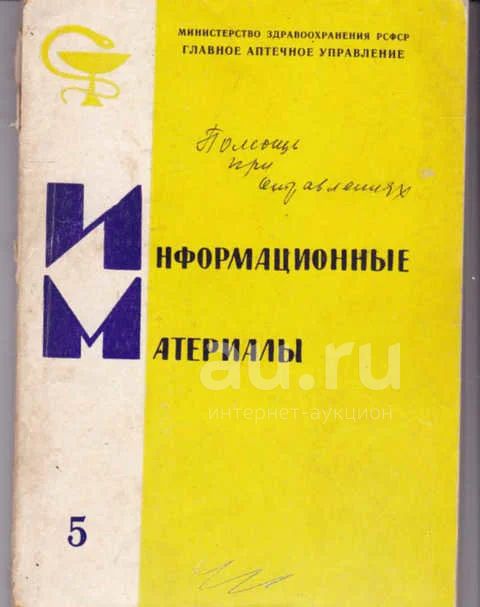 МИНИСТЕРСТВО ЗДРАВООХРАНЕНИЯ РСФСР
ГЛАВНОЕ АПТЕЧНОЕ УПРАВЛЕНИЕ
Помощь
при
отравлениях
ИНФОРМАЦИОННЫЕ
МАТЕРИАЛЫ
au.ru
интернет-аукцион
5